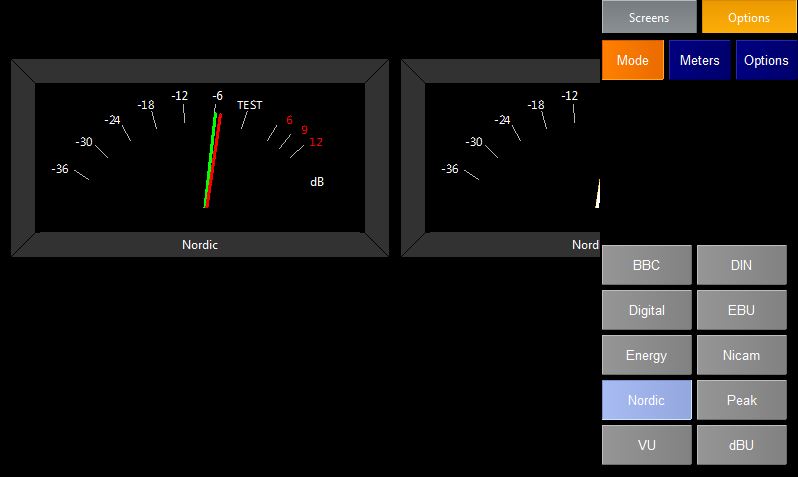 Screens Options
Mode Meters Options
-36 -30 -24 -18 -12 -6 TEST 6 9 12
dB
Nordic
-36 -30 -24 -18 -12
Nord
BBC DIN
Digital EBU
Energy Nicam
Nordic Peak
VU dBU